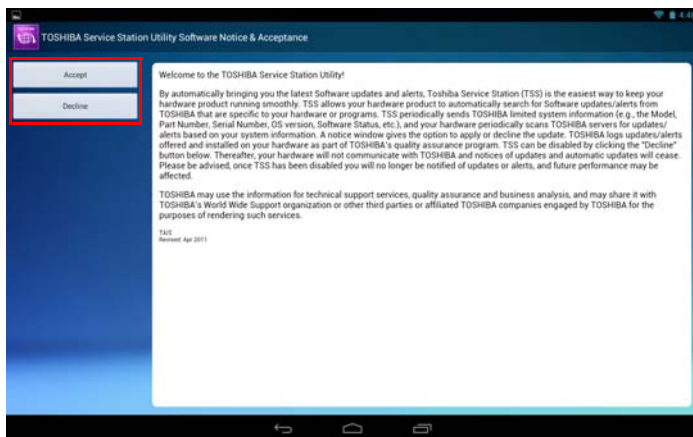 4:4
TOSHIBA Service Station Utility Software Notice & Acceptance
Accept
Decline
Welcome to the TOSHIBA Service Station Utility!
By automatically bringing you the latest Software updates and alerts, Toshiba Service Station (TSS) is the easiest way to keep your
hardware product running smoothly. TSS allows your hardware product to automatically search for Software updates/alerts from
TOSHIBA that are specific to your hardware or programs. TSS periodically sends TOSHIBA limited system information (e.g., the Model,
Part Number, Serial Number, OS version, Software Status, etc.), and your hardware periodically scans TOSHIBA servers for updates/
alerts based on your system information. A notice window gives the option to apply or decline the update. TOSHIBA logs updates/alerts
offered and installed on your hardware as part of TOSHIBA's quality assurance program. TSS can be disabled by clicking the "Decline"
button below. Thereafter, your hardware will not communicate with TOSHIBA and notices of updates and automatic updates will cease.
Please be advised, once TSS has been disabled you will no longer be notified of updates or alerts, and future performance may be
affected.
TOSHIBA may use the information for technical support services, quality assurance and business analysis, and may share it with
TOSHIBA's World Wide Support organization or other third parties or affiliated TOSHIBA companies engaged by TOSHIBA for the
purposes of rendering such services.
TAIS
Revised: Apr 2011